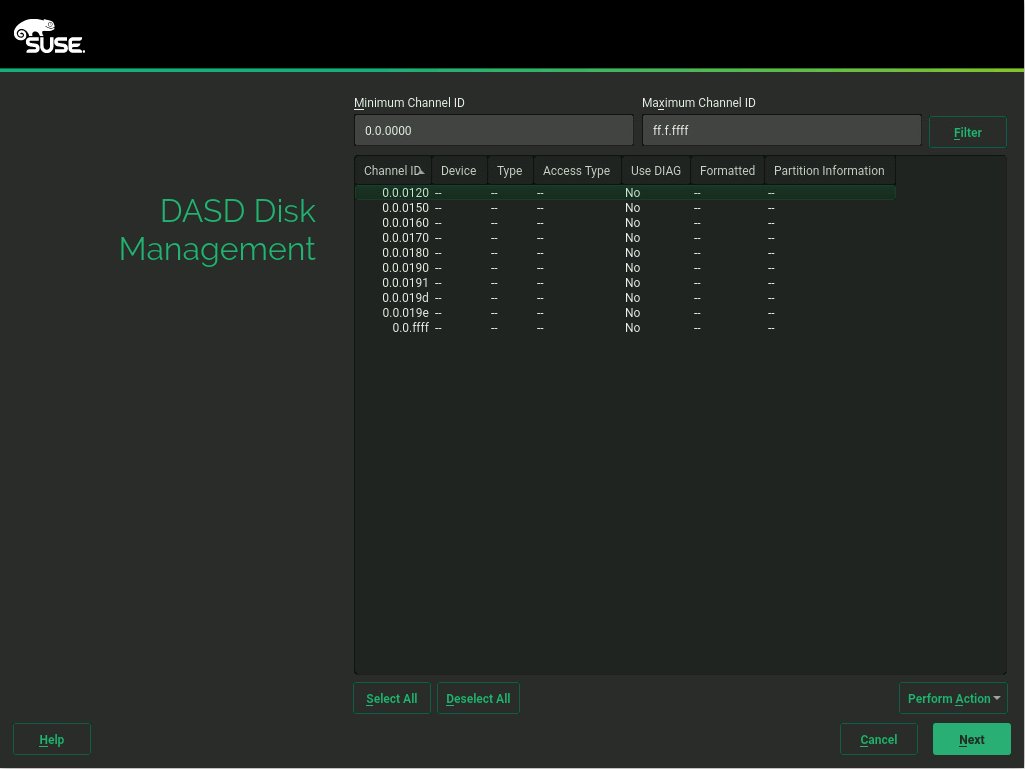 SUSE.
Minimum Channel ID Maximum Channel ID
0.0.0000 ff.f.ffff Filter
Channel ID Device Type Access Type Use DIAG Formatted Partition Information
0.0.0120 -- -- -- No -- --
0.0.0150 -- -- -- No -- --
0.0.0160 -- -- -- No -- --
0.0.0170 -- -- -- No -- --
0.0.0180 -- -- -- No -- --
0.0.0190 -- -- -- No -- --
0.0.0191 -- -- -- No -- --
0.0.019d -- -- -- No -- --
0.0.019e -- -- -- No -- --
0.0.ffff -- -- -- No -- --
DASD Disk
Management
Select All Deselect All Perform Action
Help Cancel Next